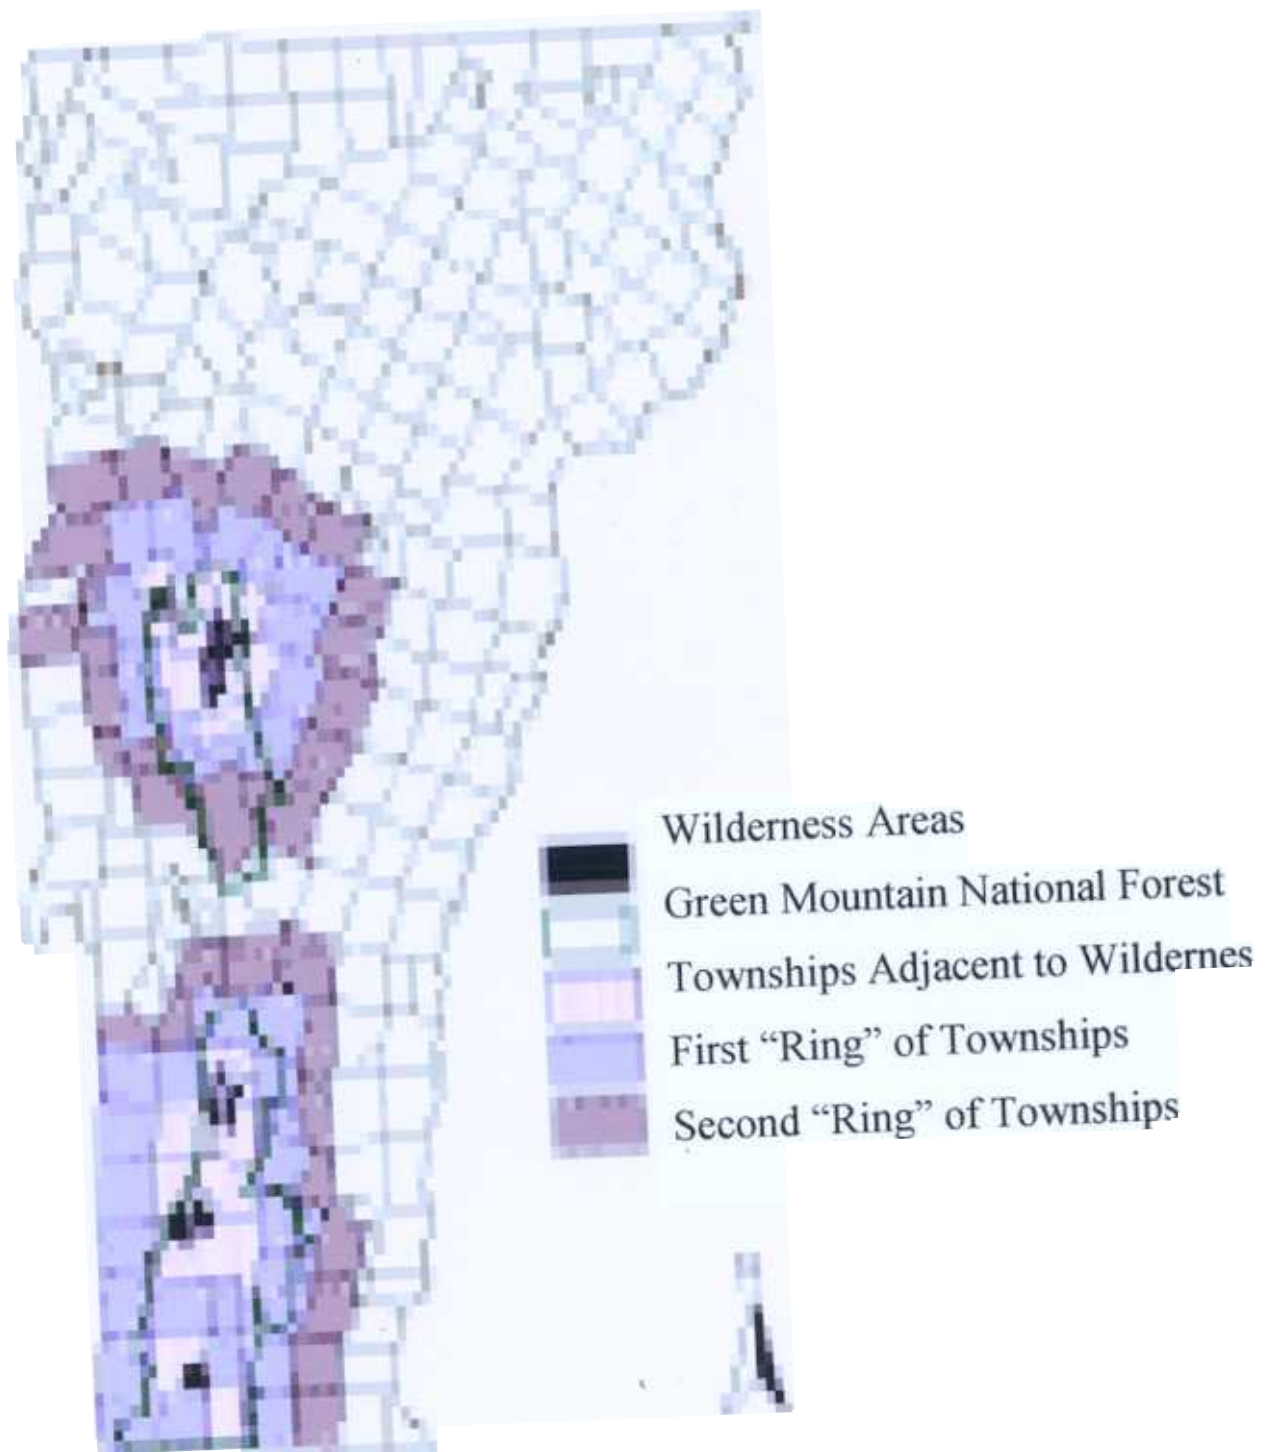 Wilderness Areas
Green Mountain National Forest
Townships Adjacent to Wildernes
First “Ring” of Townships
Second “Ring” of Townships